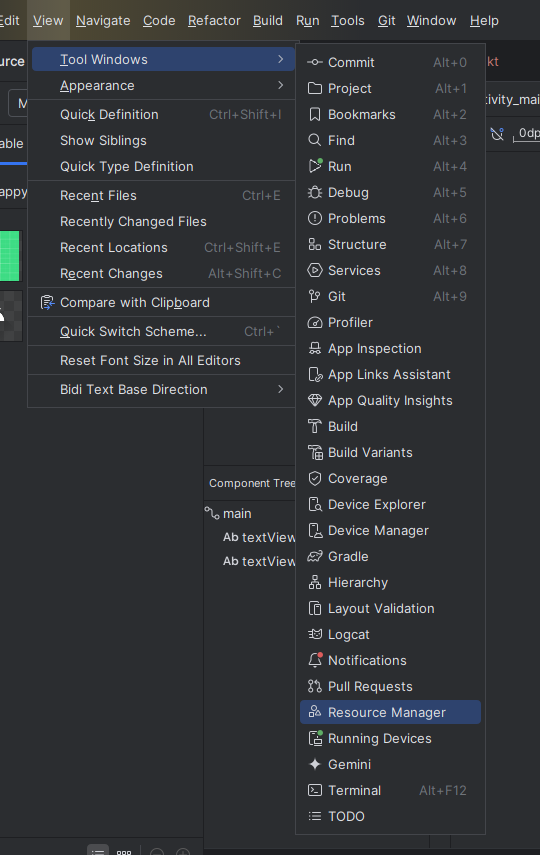 Edit View Navigate Code Refactor Build Run Tools Git Window Help
Tool Windows
Appearance
Quick Definition Ctrl+Shift+I
Show Siblings
Quick Type Definition
Recent Files Ctrl+E
Recently Changed Files
Recent Locations Ctrl+Shift+E
Recent Changes Alt+Shift+C
Compare with Clipboard
Quick Switch Scheme... Ctrl+`
Reset Font Size in All Editors
Bidi Text Base Direction
Commit Alt+0
Project Alt+1
Bookmarks Alt+2
Find Alt+3
Run Alt+4
Debug Alt+5
Problems Alt+6
Structure Alt+7
Services Alt+8
Git Alt+9
Profiler
App Inspection
App Links Assistant
App Quality Insights
Build
Build Variants
Coverage
Device Explorer
Device Manager
Gradle
Hierarchy
Layout Validation
Logcat
Notifications
Pull Requests
Resource Manager
Running Devices
Gemini
Terminal Alt+F12
TODO
kt
tivity_mai
0dp
urce
M
able
appy
Component Tree
main
Ab textView
Ab textView